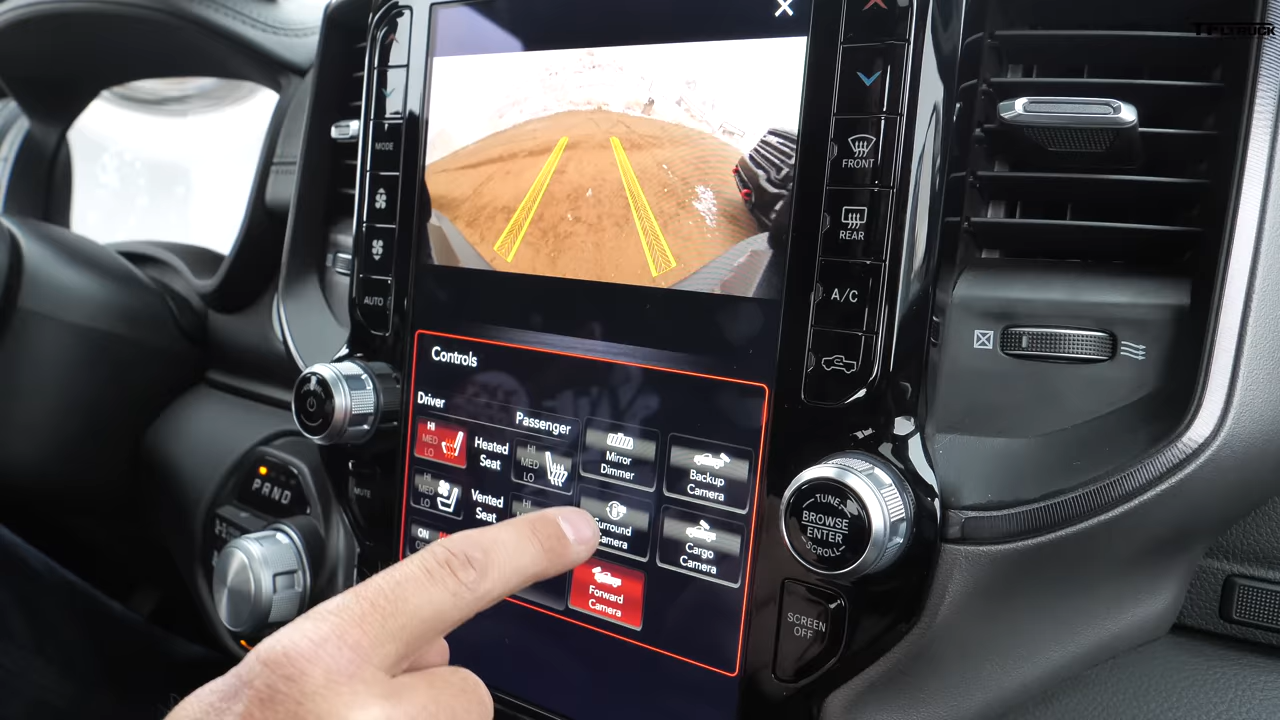 TFLTRUCK
MODE
AUTO
FRONT
REAR
A/C
Controls
Driver
Passenger
HI
MED
LO
Heated
Seat
HI
MED
LO
Mirror
Dimmer
Backup
Camera
HI
MED
LO
Vented
Seat
HI
Surround
Camera
Cargo
Camera
ON
Forward
Camera
PRND
MUTE
TUNE
BROWSE
ENTER
SCROLL
SCREEN
OFF